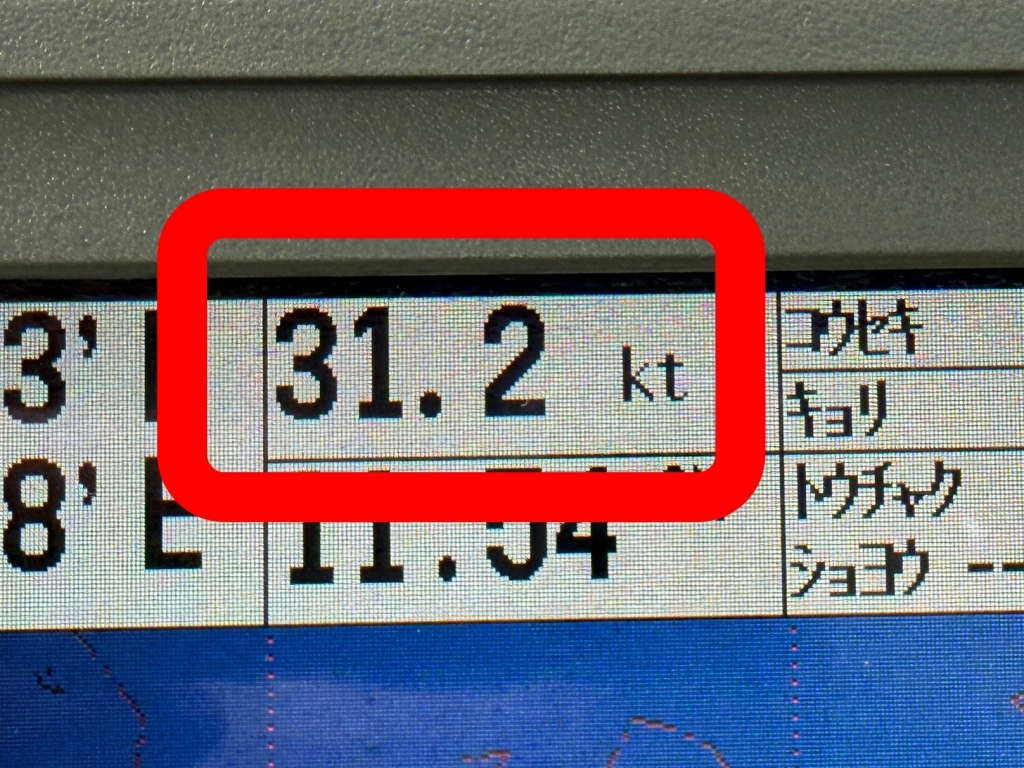 3' E 31.2 kt コウセキ
キョリ
8' E 11.54 トウチャク
ショヨウ --